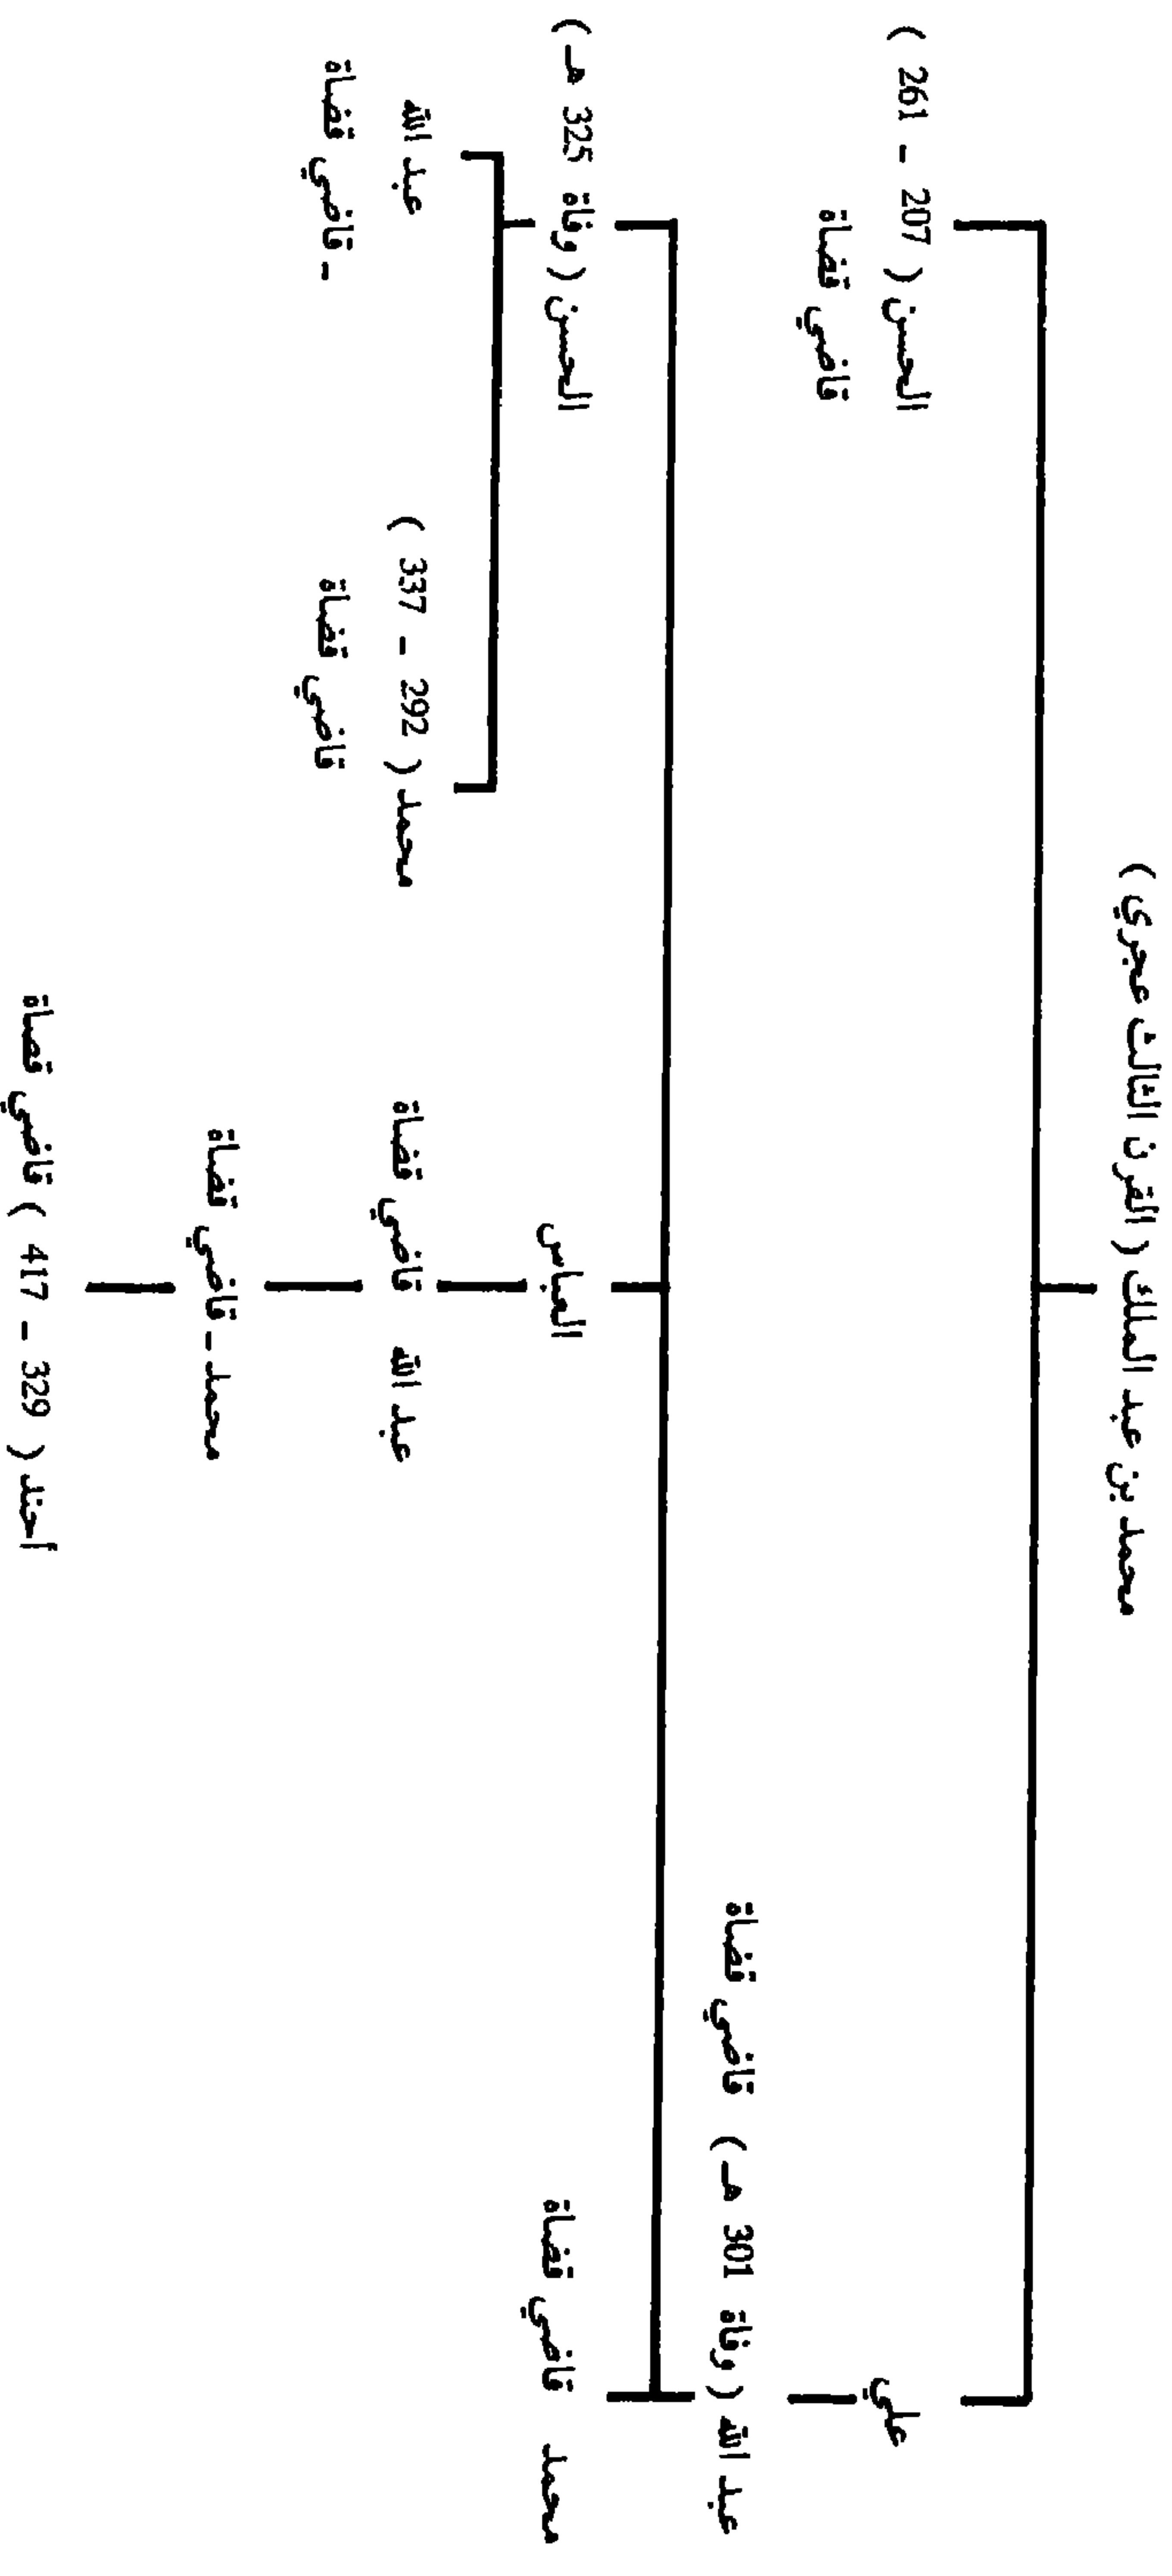 محمد بن عبد الملك ( القرن الثالث عجري )
علي
الحسن ( 207 - 261 )
قاضي قضاة
عبد الله ( وفاة 301 هـ ) قاضي قضاة
محمد قاضي قضاة
العباس
الحسن ( وفاة 325 هـ )
عبد الله قاضي قضاة
محمد ( 292 - 337 )
قاضي قضاة
عبد الله
- قاضي قضاة
محمد - قاضي قضاة
أحند ( 329 - 417 ) قاضي قضاة